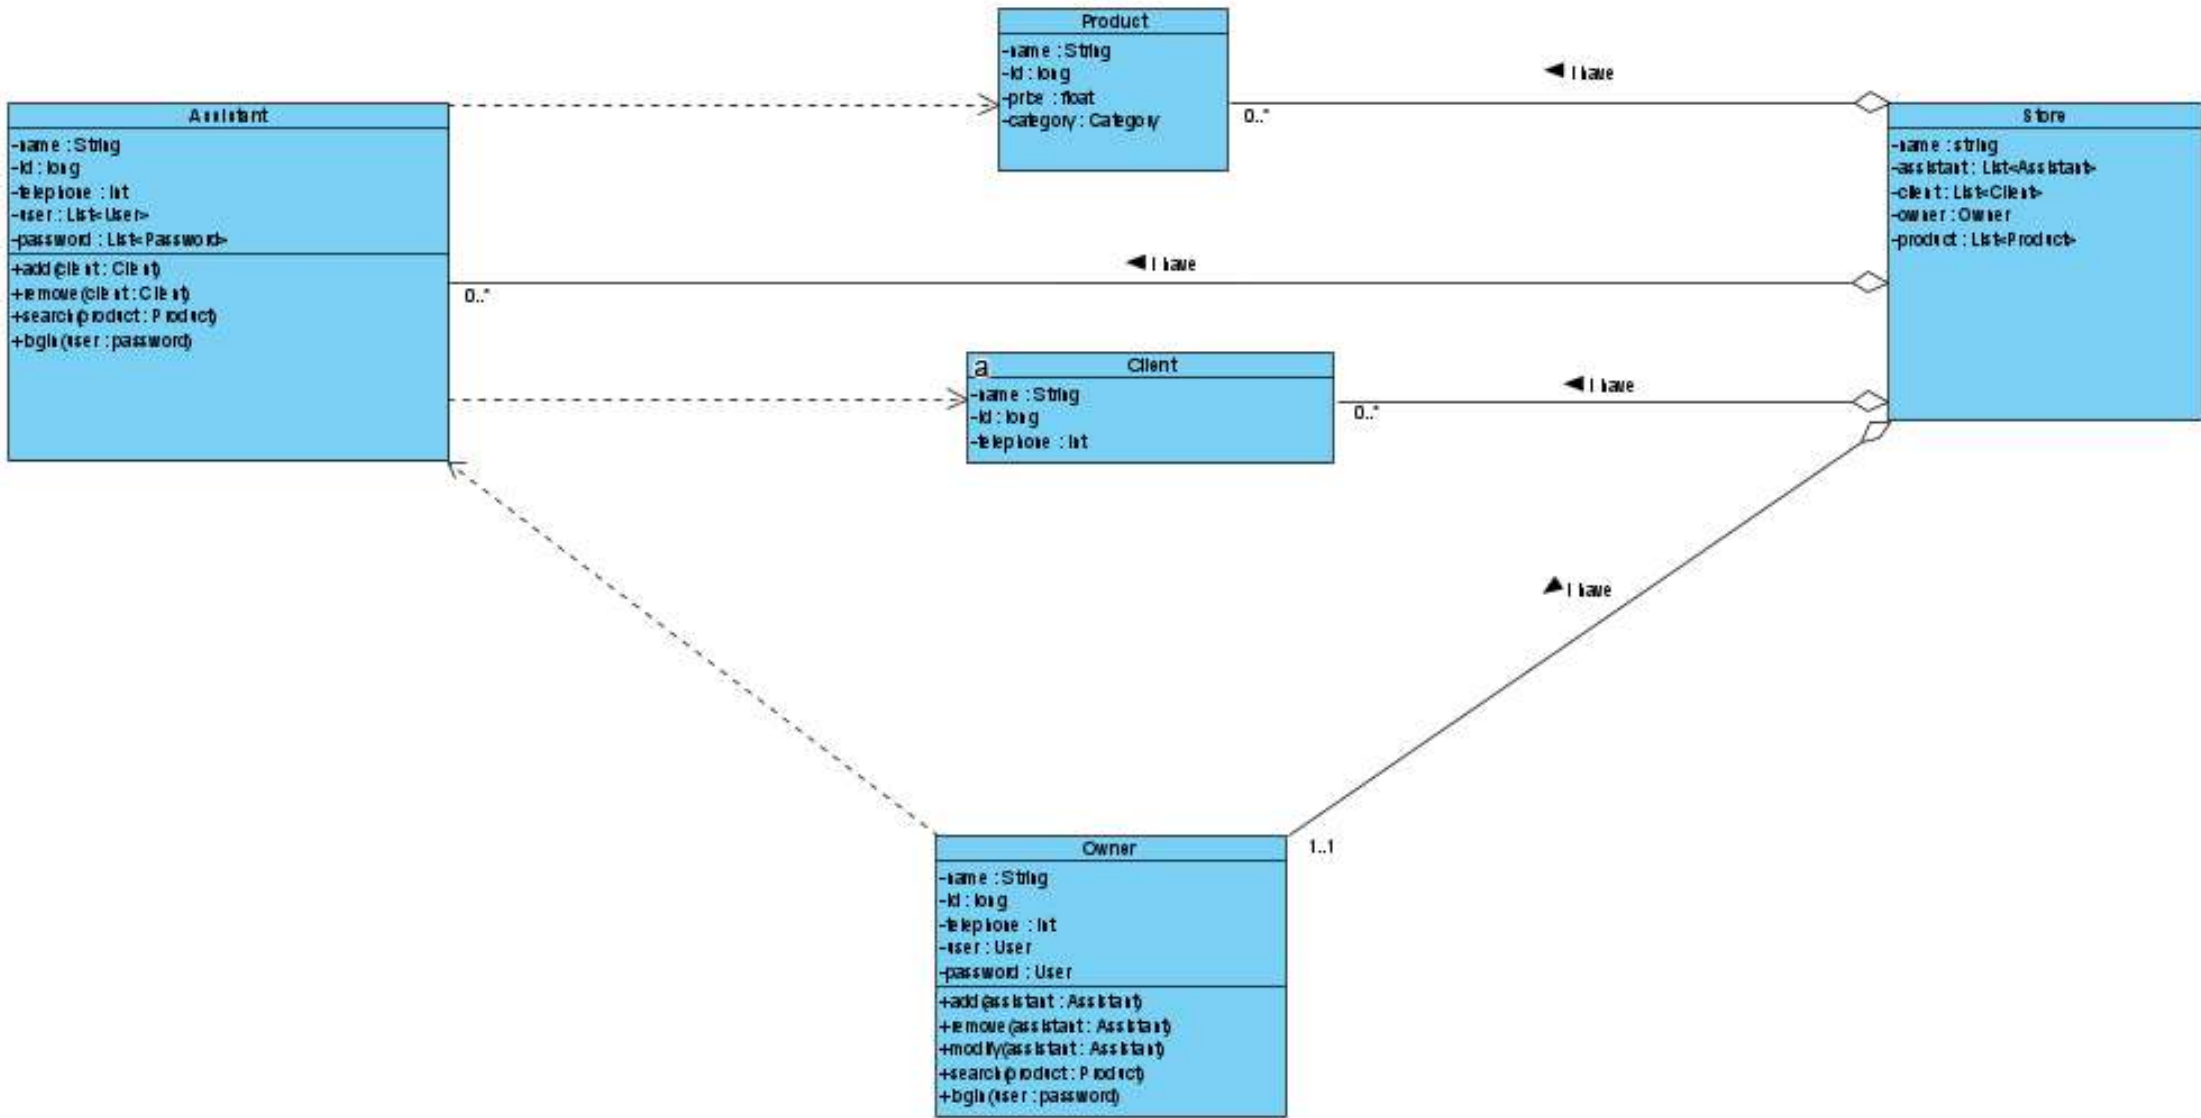 Product
-name : String
-id : long
-price : float
-category : Category
I have
0..*
Assistant
-name : String
-id : long
-telephone : int
-user : List<User>
-password : List<Password>
+add(client : Client)
+remove(client : Client)
+search(product : Product)
+login(user : password)
Store
-name : string
-assistant : List<Assistant>
-client : List<Client>
-owner : Owner
-product : List<Product>
I have
0..*
a
Client
-name : String
-id : long
-telephone : int
I have
0..*
I have
Owner
1..1
-name : String
-id : long
-telephone : int
-user : User
-password : User
+add(assistant : Assistant)
+remove(assistant : Assistant)
+modify(assistant : Assistant)
+search(product : Product)
+login(user : password)